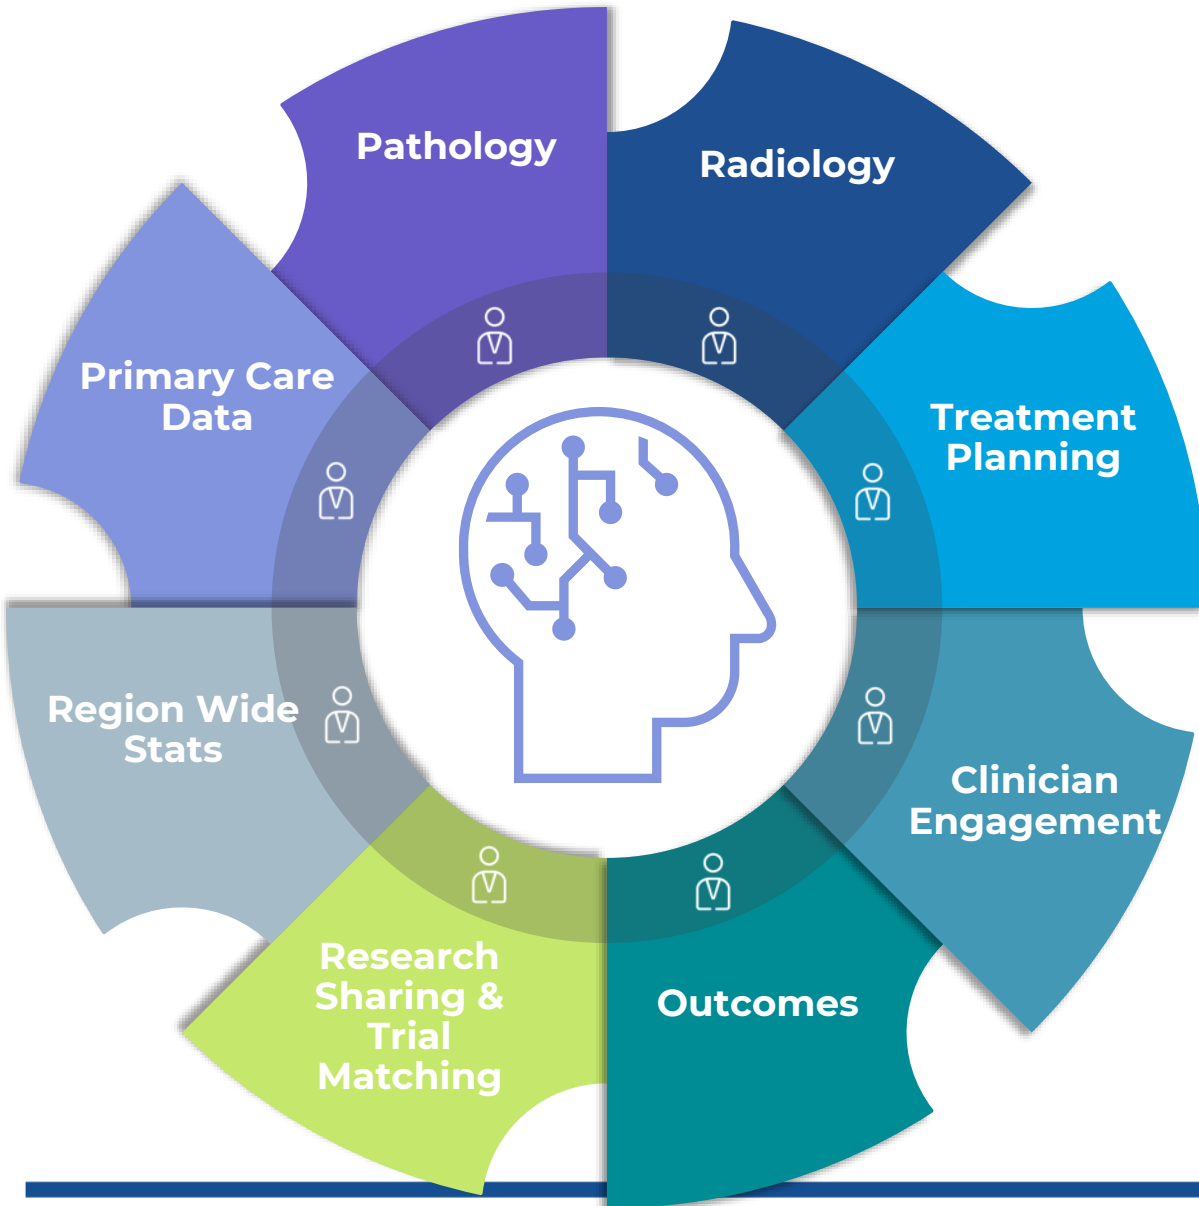 Pathology
Radiology
Treatment
Planning
Clinician
Engagement
Outcomes
Research
Sharing &
Trial
Matching
Region Wide
Stats
Primary Care
Data